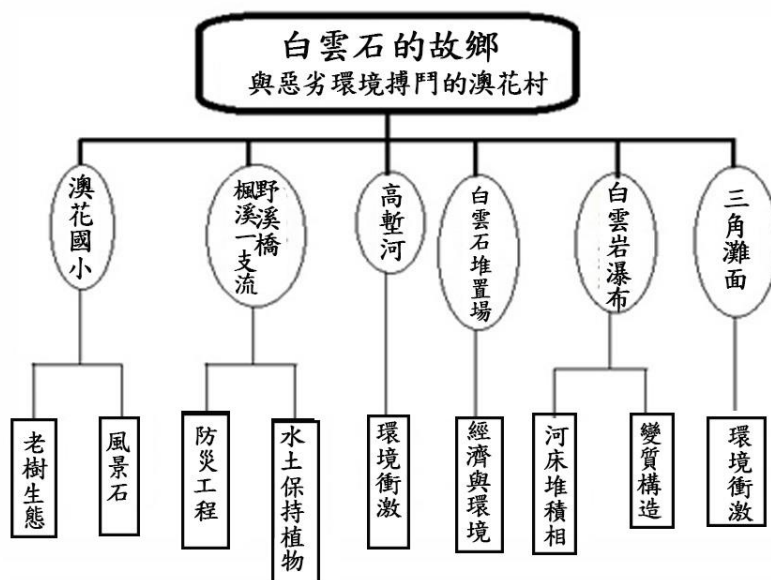 白雲石的故鄉
與惡劣環境搏鬥的澳花村
澳花國小
野溪橋
楓溪一支流
高塹河
白雲石堆置場
白雲岩瀑布
三角灘面
老樹生態
風景石
防災工程
水土保持植物
環境衝激
經濟與環境
河床堆積相
變質構造
環境衝激